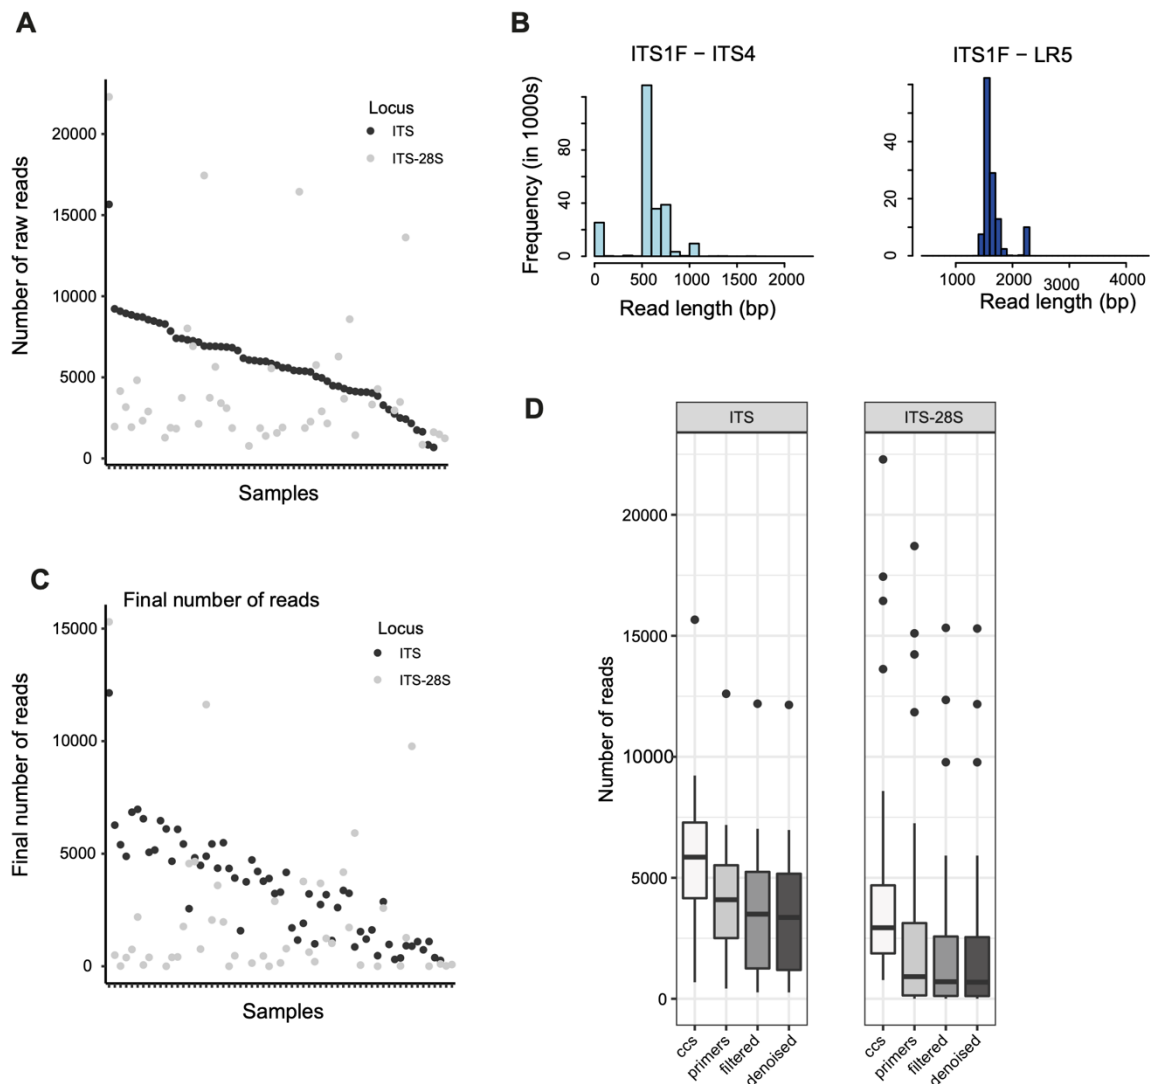 A
Number of raw reads
20000
15000
10000
5000
0
Locus
ITS
ITS-28S
Samples
B
ITS1F − ITS4
Frequency (in 1000s)
80
40
0
0 500 1000 1500 2000
Read length (bp)
ITS1F − LR5
40
20
0
1000 2000 3000 4000
Read length (bp)
C
Final number of reads
Final number of reads
15000
10000
5000
0
Locus
ITS
ITS-28S
Samples
D
ITS
ITS-28S
Number of reads
20000
15000
10000
5000
0
ccs
primers
filtered
denoised
ccs
primers
filtered
denoised